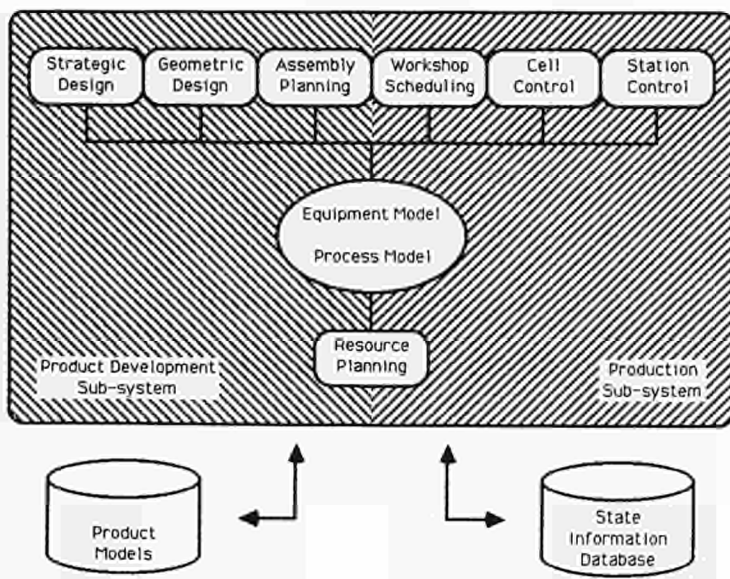 Strategic
Design
Geometric
Design
Assembly
Planning
Workshop
Scheduling
Cell
Control
Station
Control
Equipment Model
Process Model
Resource
Planning
Product Development
Sub-system
Production
Sub-system
Product
Models
State
Information
Database